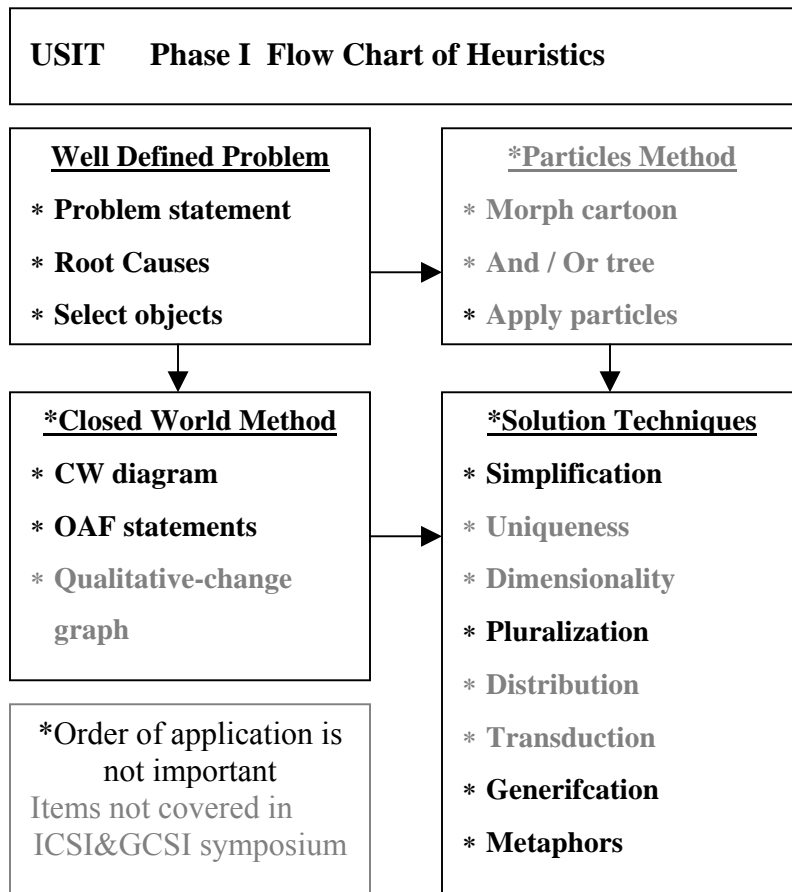 USIT Phase I Flow Chart of Heuristics
Well Defined Problem
* Problem statement
* Root Causes
* Select objects
*Particles Method
* Morph cartoon
* And / Or tree
* Apply particles
*Closed World Method
* CW diagram
* OAF statements
* Qualitative-change
graph
*Solution Techniques
* Simplification
* Uniqueness
* Dimensionality
* Pluralization
* Distribution
* Transduction
* Generifcation
* Metaphors
*Order of application is
not important
Items not covered in
ICSI&GCSI symposium